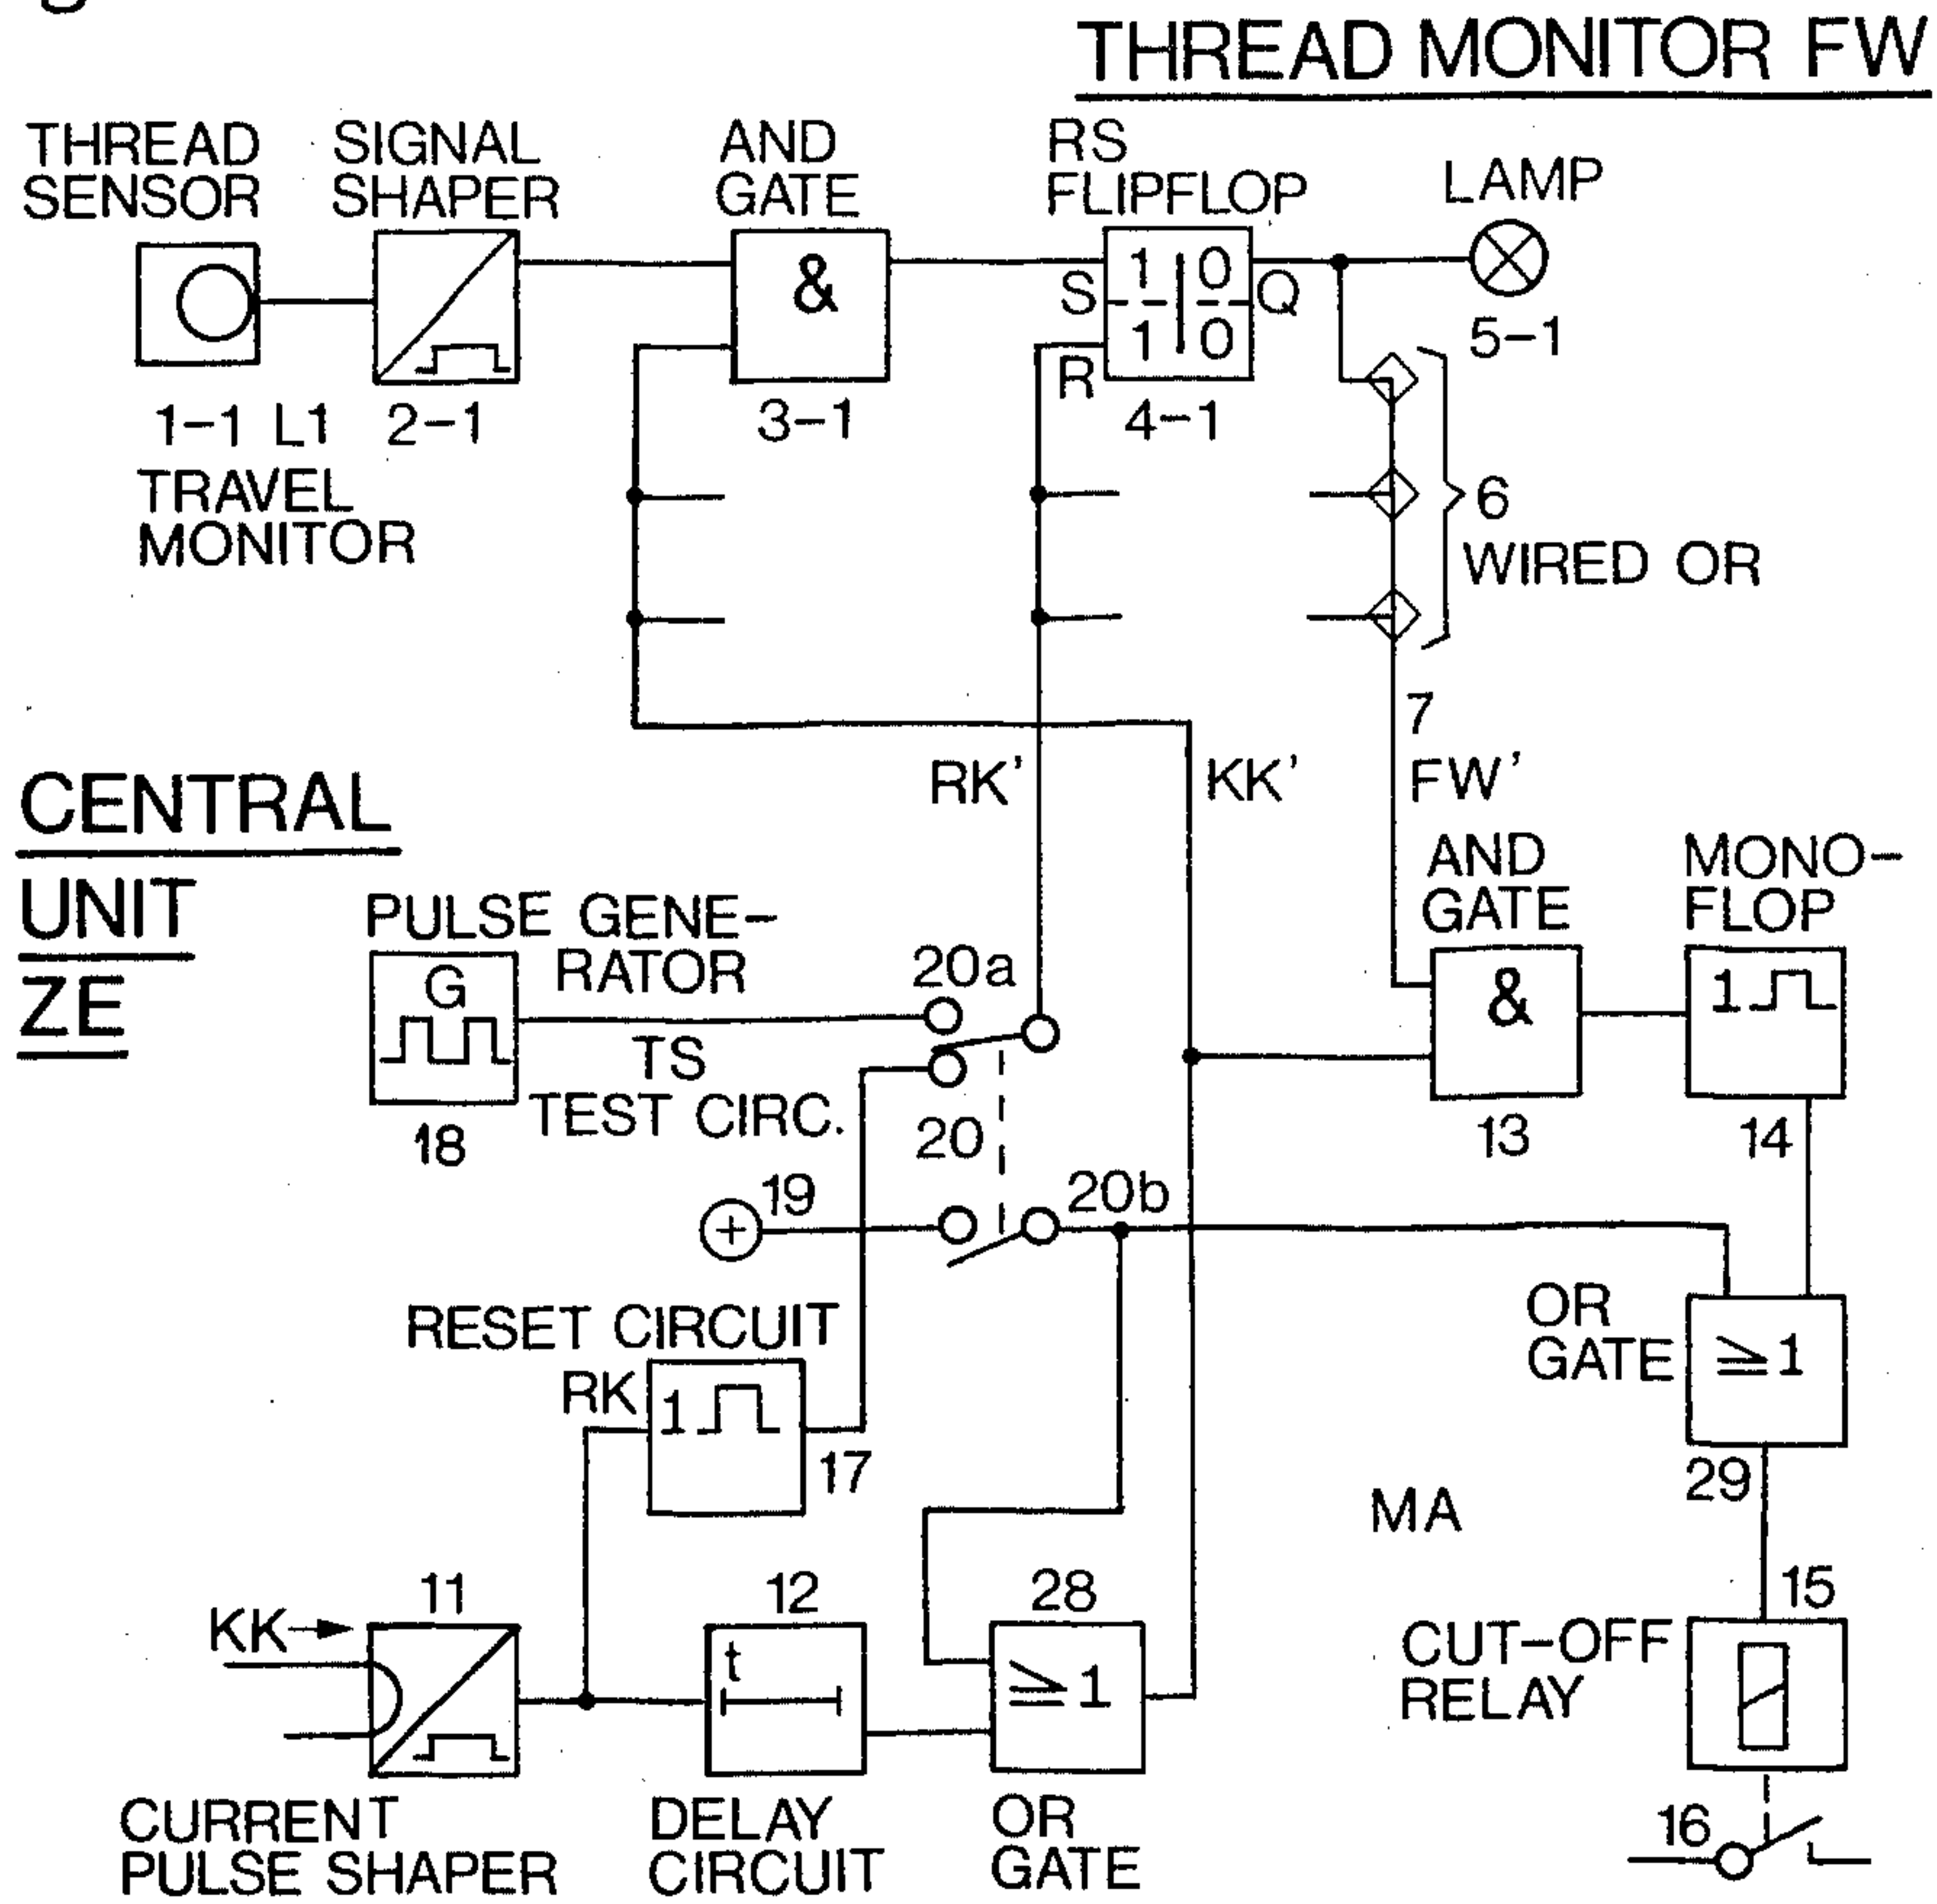 THREAD MONITOR FW
THREAD
SENSOR
SIGNAL
SHAPER
AND
GATE
RS
FLIPFLOP
LAMP
&
S
1 0
1 0
Q
R
5-1
1-1 L1
2-1
3-1
4-1
TRAVEL
MONITOR
6
WIRED OR
7
RK'
KK'
FW'
CENTRAL
UNIT
ZE
PULSE GENE-
RATOR
G
18
TS
TEST CIRC.
20a
20
AND
GATE
&
13
MONO-
FLOP
1
14
+
19
20b
RESET CIRCUIT
RK
1
17
OR
GATE
≧1
29
MA
KK
11
12
t
28
≧1
15
CUT-OFF
RELAY
16
CURRENT
PULSE SHAPER
DELAY
CIRCUIT
OR
GATE